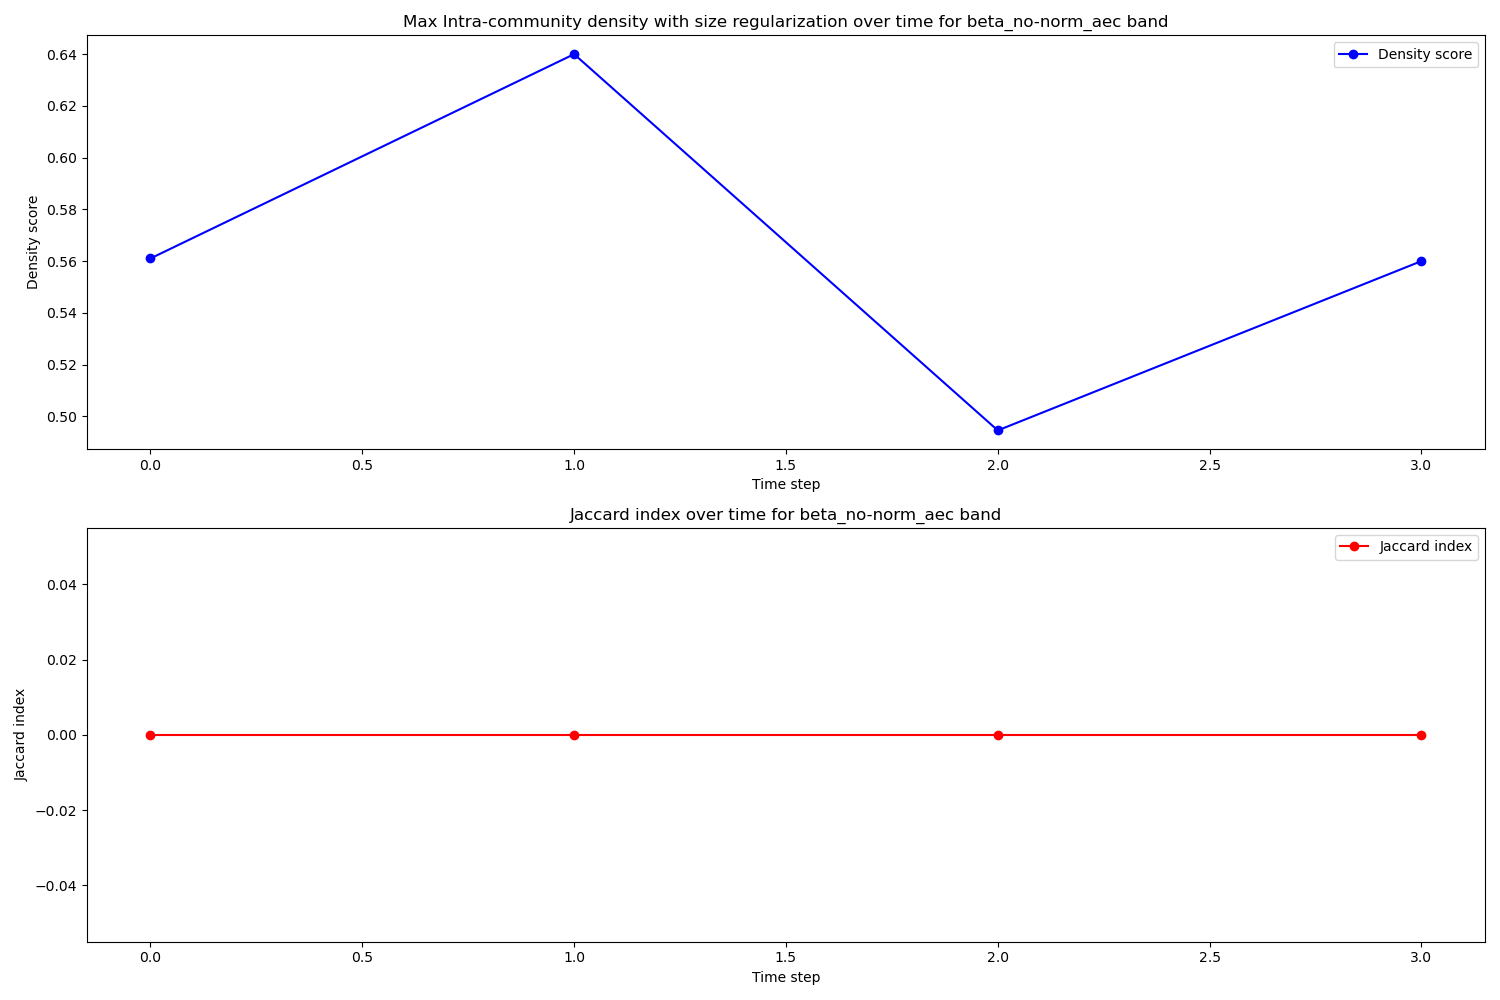 Max Intra-community density with size regularization over time for beta_no-norm_aec band
Density score
0.64
0.62
0.60
0.58
0.56
0.54
0.52
0.50
Density score
0.0 0.5 1.0 1.5 2.0 2.5 3.0
Time step
Jaccard index over time for beta_no-norm_aec band
Jaccard index
0.04
0.02
0.00
−0.02
−0.04
Jaccard index
0.0 0.5 1.0 1.5 2.0 2.5 3.0
Time step